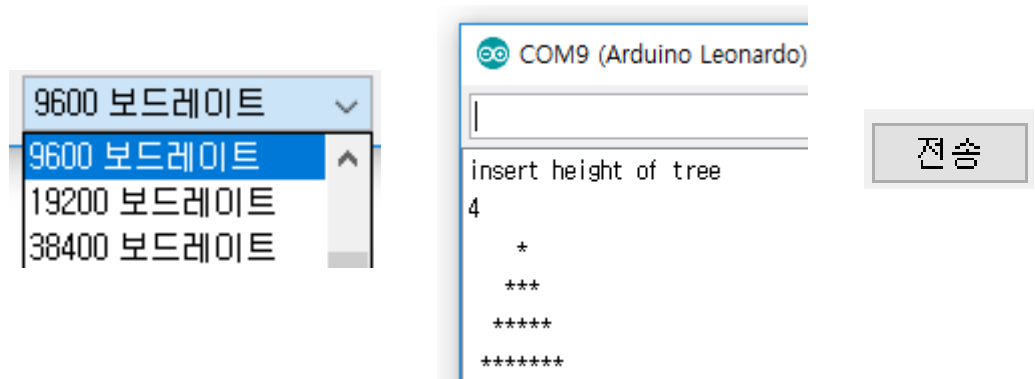 9600 보드레이트
9600 보드레이트
19200 보드레이트
38400 보드레이트
COM9 (Arduino Leonardo)
insert height of tree
4
*
***
*****
*******
전송